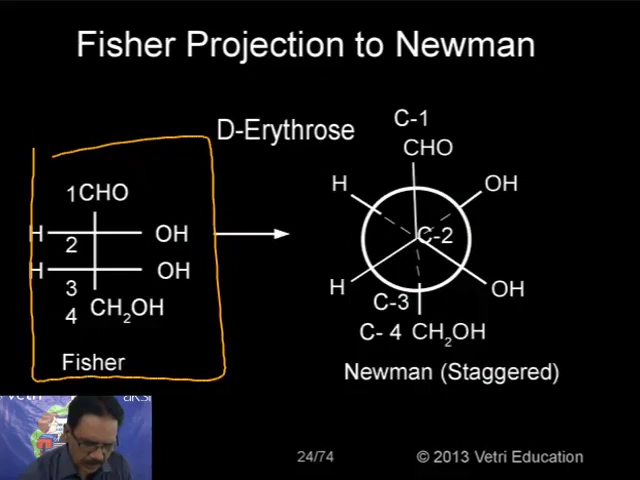 Fisher Projection to Newman
D-Erythrose
1CHO
H OH
2
H OH
3
4 CH2OH
Fisher
C-1
CHO
H OH
C-2
H OH
C-3
C- 4 CH2OH
Newman (Staggered)
24/74
© 2013 Vetri Education